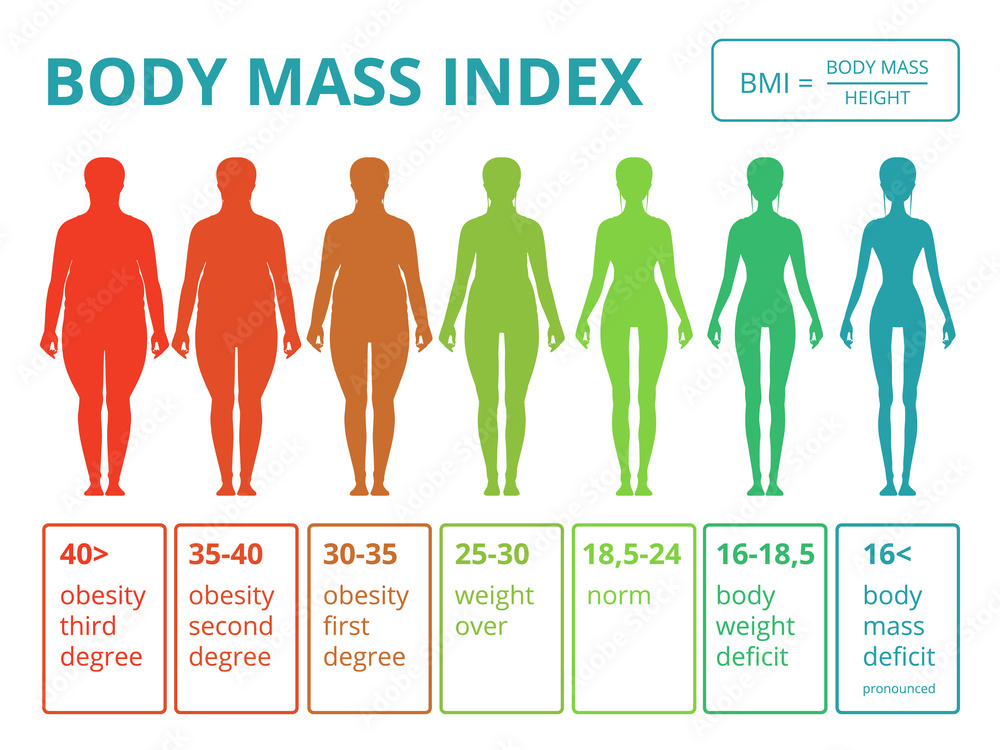 BODY MASS INDEX
BMI = BODY MASS
HEIGHT
40>
obesity
third
degree
35-40
obesity
second
degree
30-35
obesity
first
degree
25-30
weight
over
18,5-24
norm
16-18,5
body
weight
deficit
16<
body
mass
deficit
pronounced
Adobe Stock